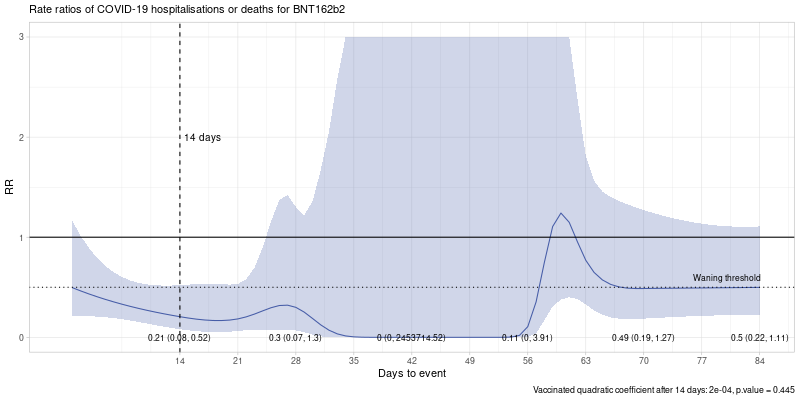 Rate ratios of COVID-19 hospitalisations or deaths for BNT162b2
3
2
1
0
RR
14 days
Waning threshold
0.21 (0.08, 0.52)
0.3 (0.07, 1.3)
0 (0, 2453714.52)
0.11 (0, 3.91)
0.49 (0.19, 1.27)
0.5 (0.22, 1.11)
14 21 28 35 42 49 56 63 70 77 84
Days to event
Vaccinated quadratic coefficient after 14 days: 2e-04, p.value = 0.445